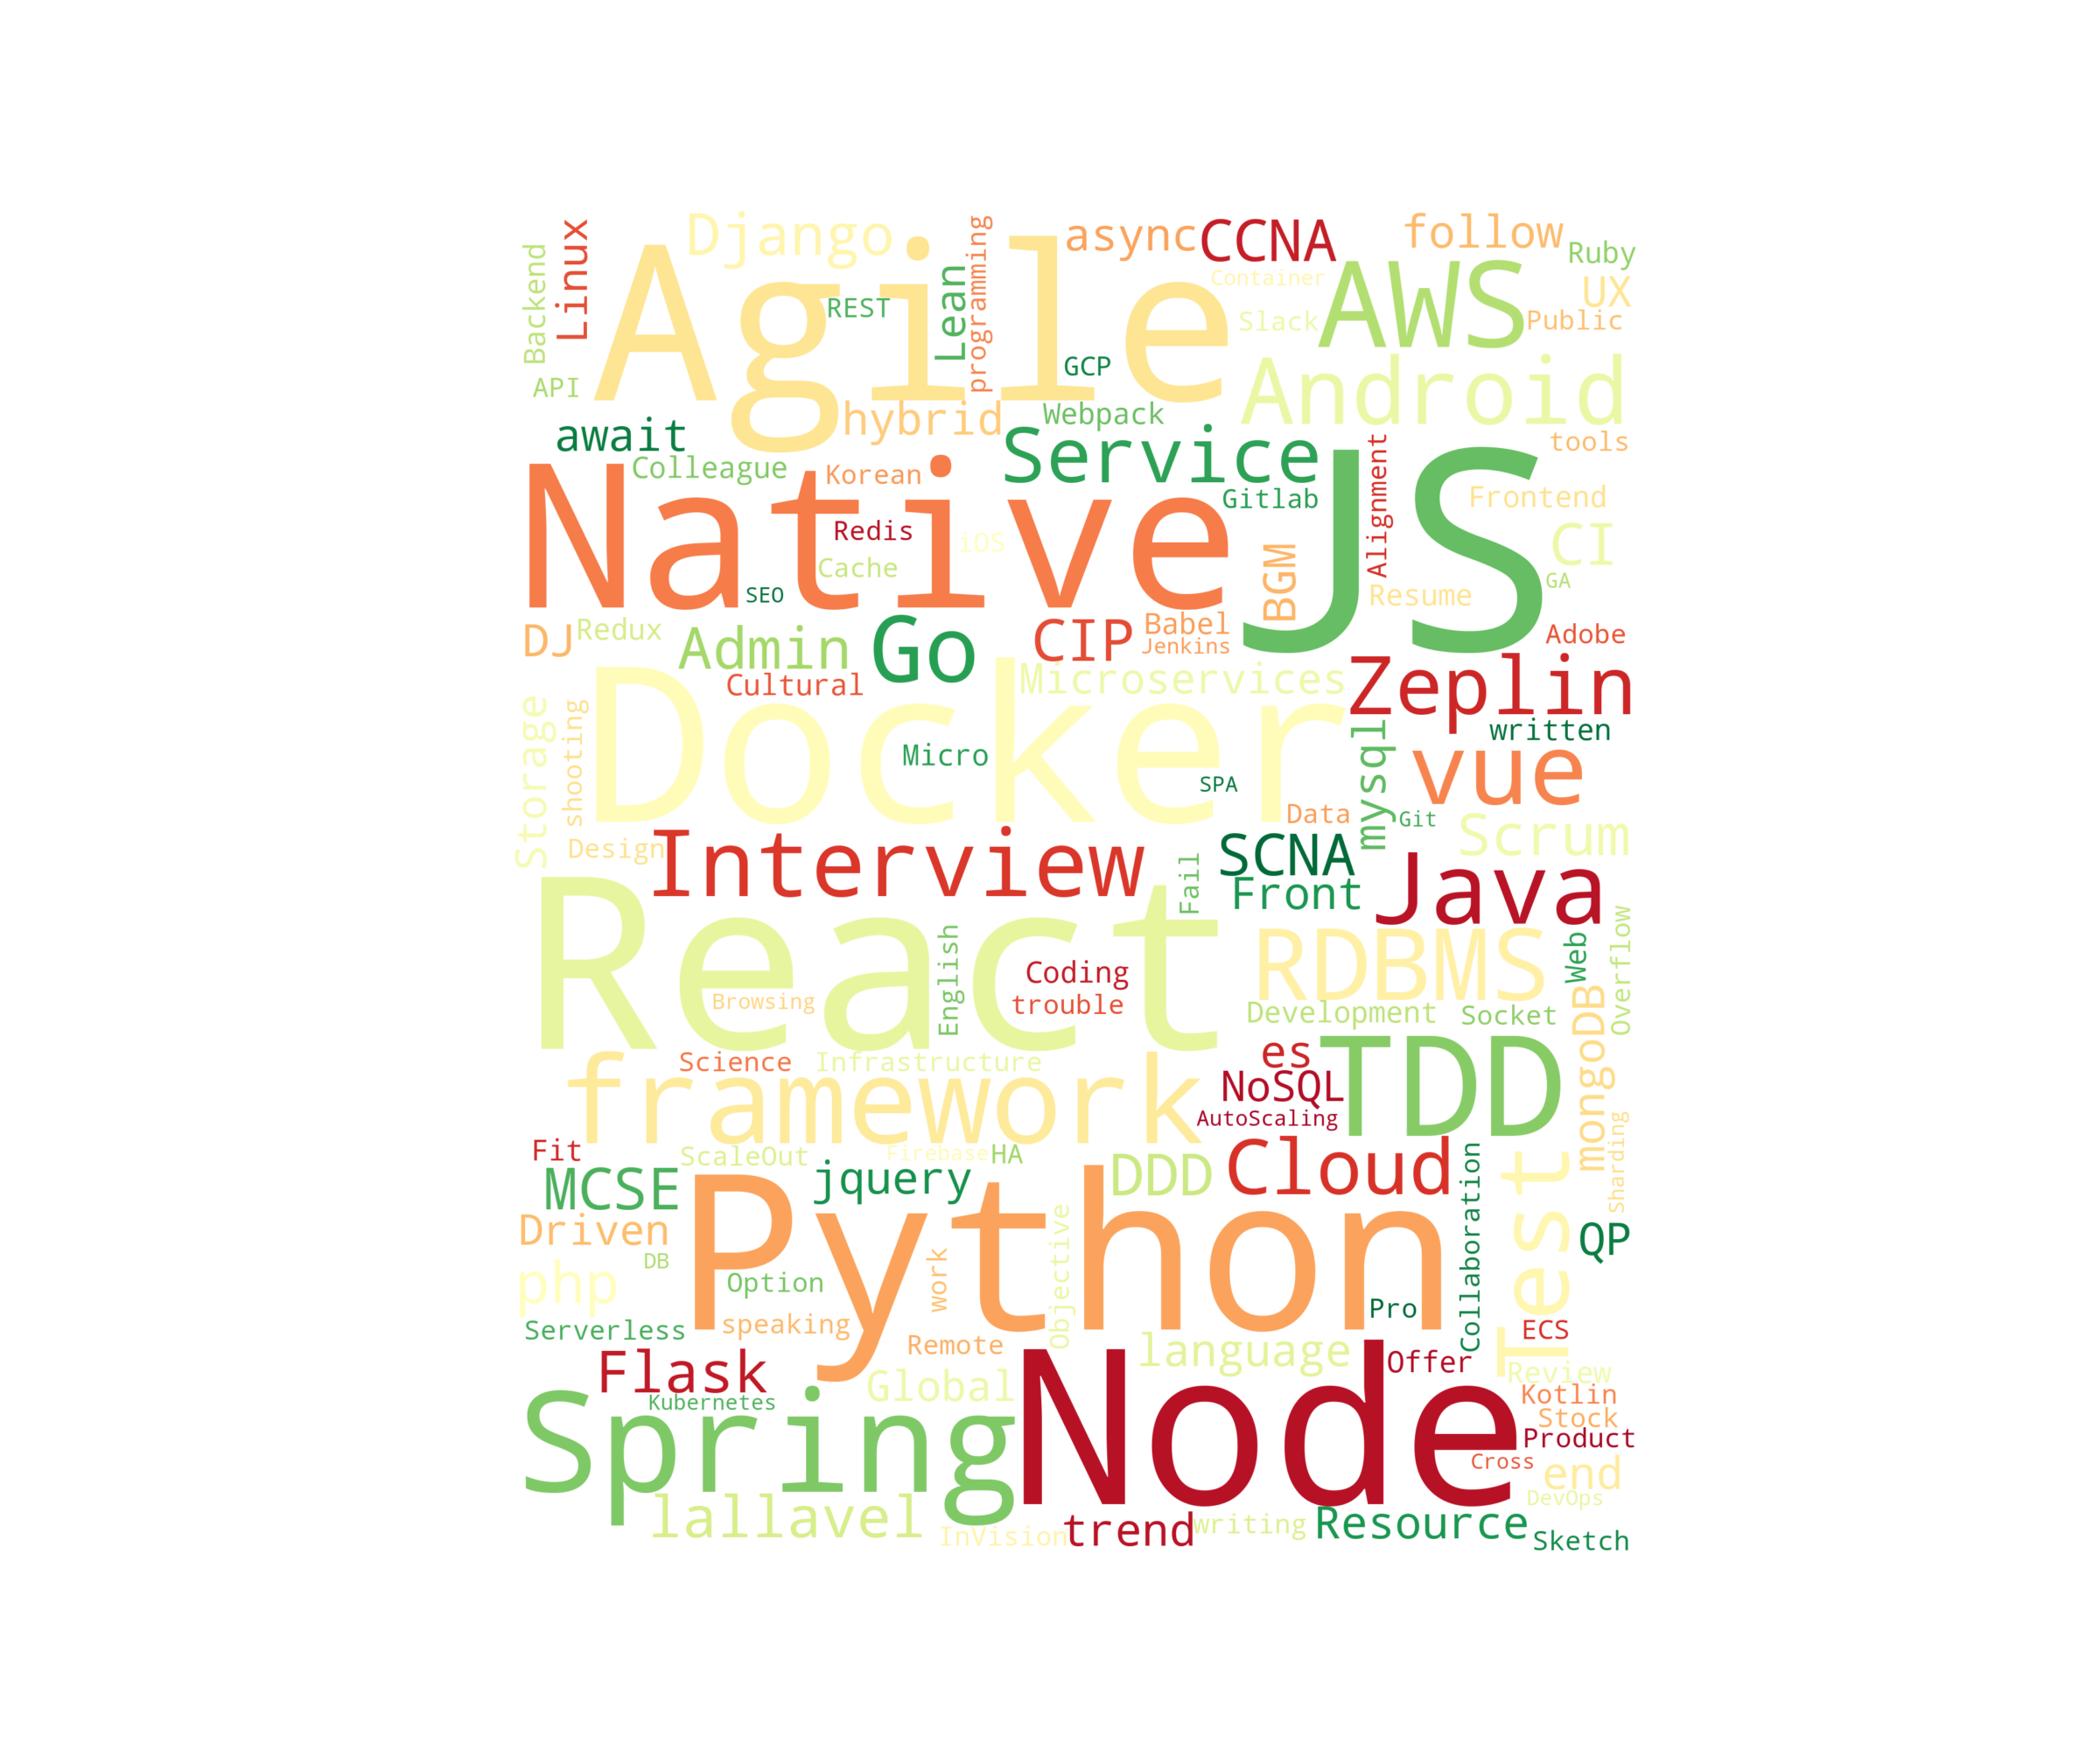 Django
async
CCNA
follow
Ruby
Linux
Backend
Agile
REST
Lean
programming
Container
Slack
AWS
UX
Public
GCP
API
hybrid
Webpack
Android
await
Colleague
Korean
Service
Gitlab
Alignment
tools
Frontend
Native
Redis
iOS
Cache
SEO
JS
BGM
CI
GA
Resume
DJ
Redux
Admin
Go
CIP
Babel
Jenkins
Adobe
Cultural
Microservices
Zeplin
written
Storage
shooting
Docker
Micro
SPA
Data
mysql
Git
vue
Scrum
Design
Interview
Fail
SCNA
Front
Java
React
English
Coding
trouble
Browsing
RDBMS
Web
Overflow
mongoDB
Development
Socket
Science
Infrastructure
es
NoSQL
AutoScaling
TDD
framework
Fit
ScaleOut
Firebase
HA
Sharding
MCSE
jquery
DDD
Cloud
Collaboration
Test
QP
Driven
DB
Python
php
Option
work
Objective
Pro
Serverless
speaking
Remote
language
Offer
ECS
Review
Flask
Kubernetes
Global
Kotlin
Stock
Product
Spring
Node
Cross
end
DevOps
lallavel
InVision
trend
writing
Resource
Sketch